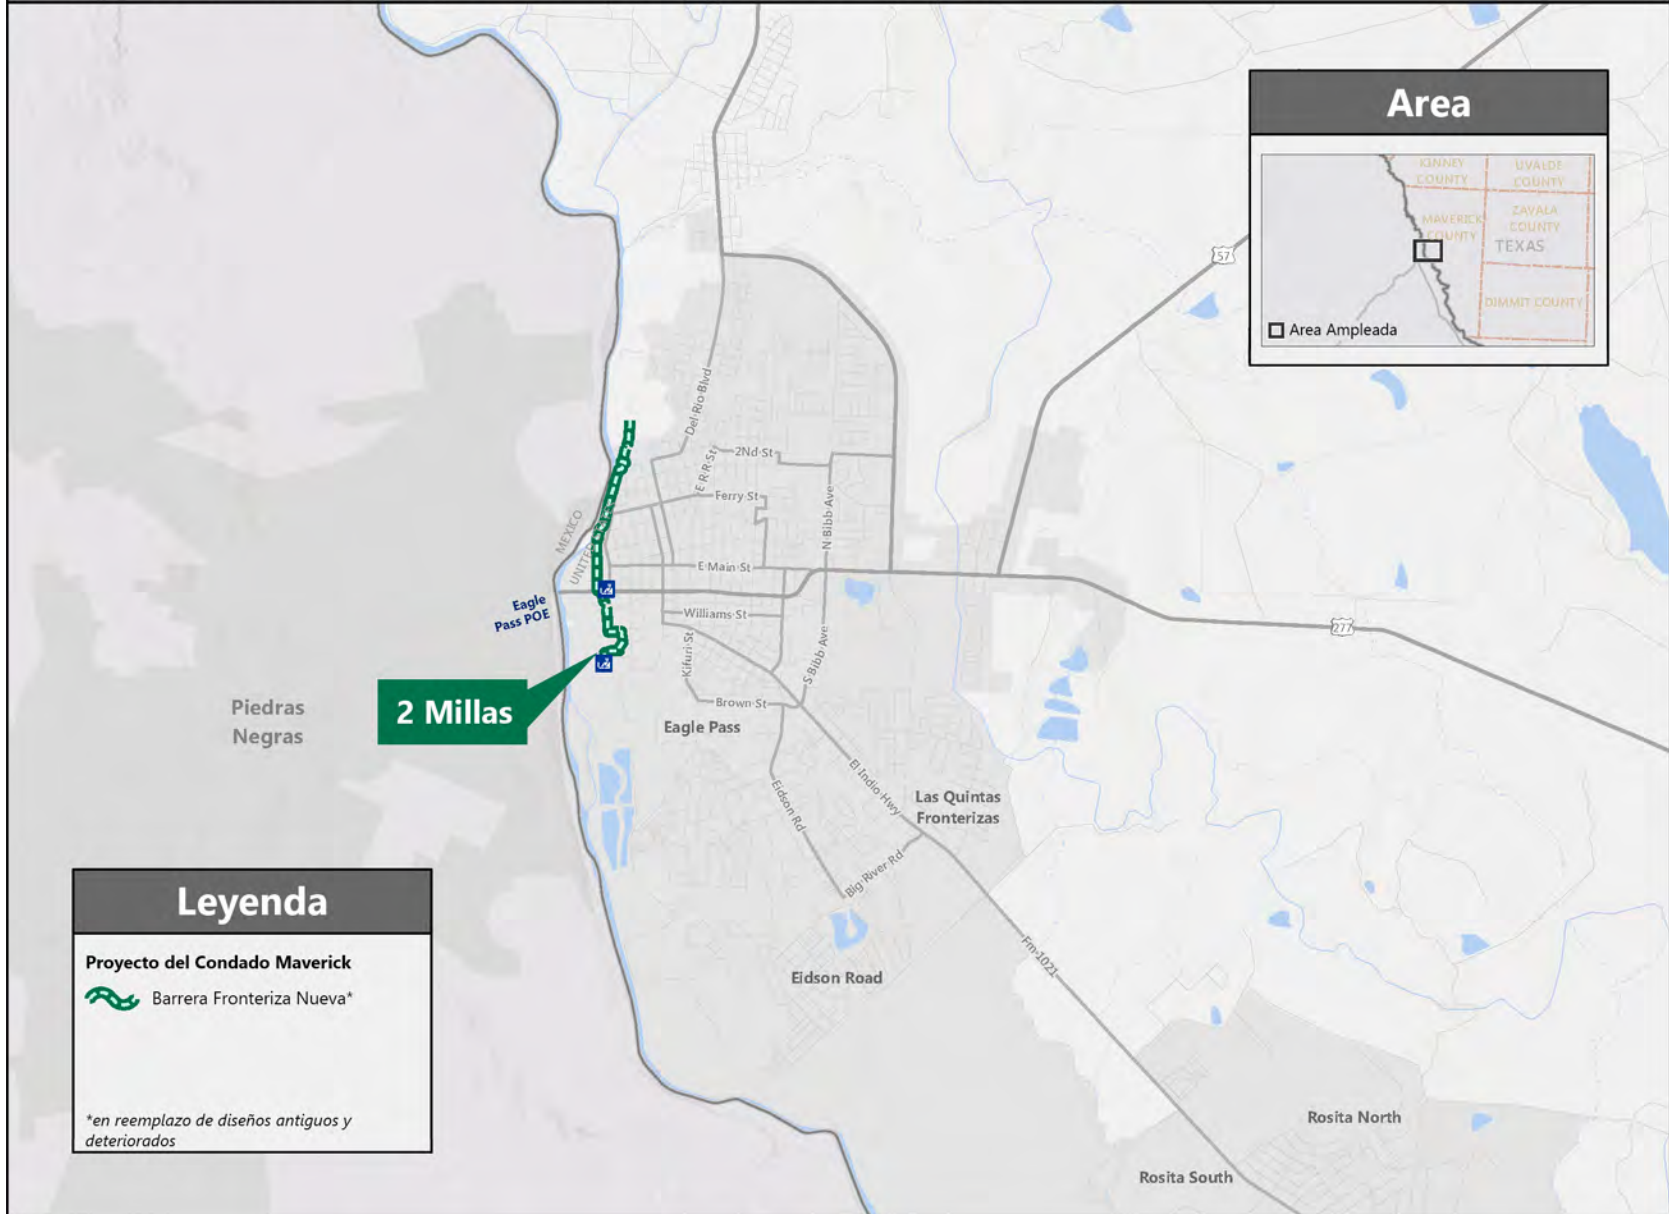 Area
KINNEY
COUNTY
UVALDE
COUNTY
MAVERICK
COUNTY
ZAVALA
COUNTY
TEXAS
DIMMIT COUNTY
Area Ampleada
57
Del Rio Blvd
2Nd St
E R R St
Ferry St
N Bibb Ave
MEXICO
UNITED
E Main St
Eagle
Pass POE
Williams St
277
Kifuri St
S Bibb Ave
2 Millas
Piedras
Negras
Brown St
Eagle Pass
El Indio Hwy
Eidson Rd
Las Quintas
Fronterizas
Big River Rd
Leyenda
Proyecto del Condado Maverick
Barrera Fronteriza Nueva*
*en reemplazo de diseños antiguos y
deteriorados
Eidson Road
Fm 1021
Rosita North
Rosita South